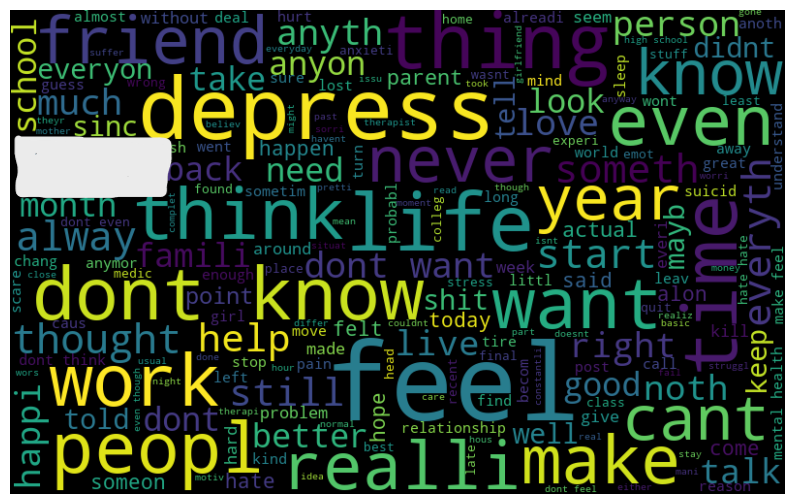 almost
without
deal
hurt
home
alreadi
seem
gone
anoth
friend
thing
person
suffer
everyday
anxieti
anyth
girlfriend
high school
stuff
didnt
school
everyon
take
anyon
sure
issu
wasnt
took
parent
mind
sleep
know
guess
wrong
lost
tell
look
anyway
wont
least
much
depress
love
even
theyr
mother
sinc
believ
might
past
sorri
therapist
havent
experi
understand
happen
world
emot
away
went
back
need
turn
never
someth
great
worri
month
found
sometim
pretti
though
read
long
year
suicid
complet
think
mean
moment
probabl
colleg
life
isnt
mayb
everyth
time
dont even
alway
famili
around
situat
actual
everi
money
hate hate
make feel
chang
anymor
start
scare
close
medic
enough
place
dont want
week
said
leav
alon
stress
littl
quit
realiz
basic
dont know
point
girl
shit
want
caus
thought
help
move
differ
felt
couldnt
today
part
doesnt
call
kill
keep
made
tire
live
final
right
post
dont think
usual
stop
pain
head
recent
becom
constantli
struggl
fail
mental health
wors
work
night
done
hour
left
still
feel
good
noth
happi
even though
therapi
told
dont
problem
hope
care
find
class
give
cant
come
normal
relationship
peopl
hard
better
best
late
hous
well
real
stay
someon
motiv
kind
hate
idea
realli
make
dont feel
either
mani
talk
reason